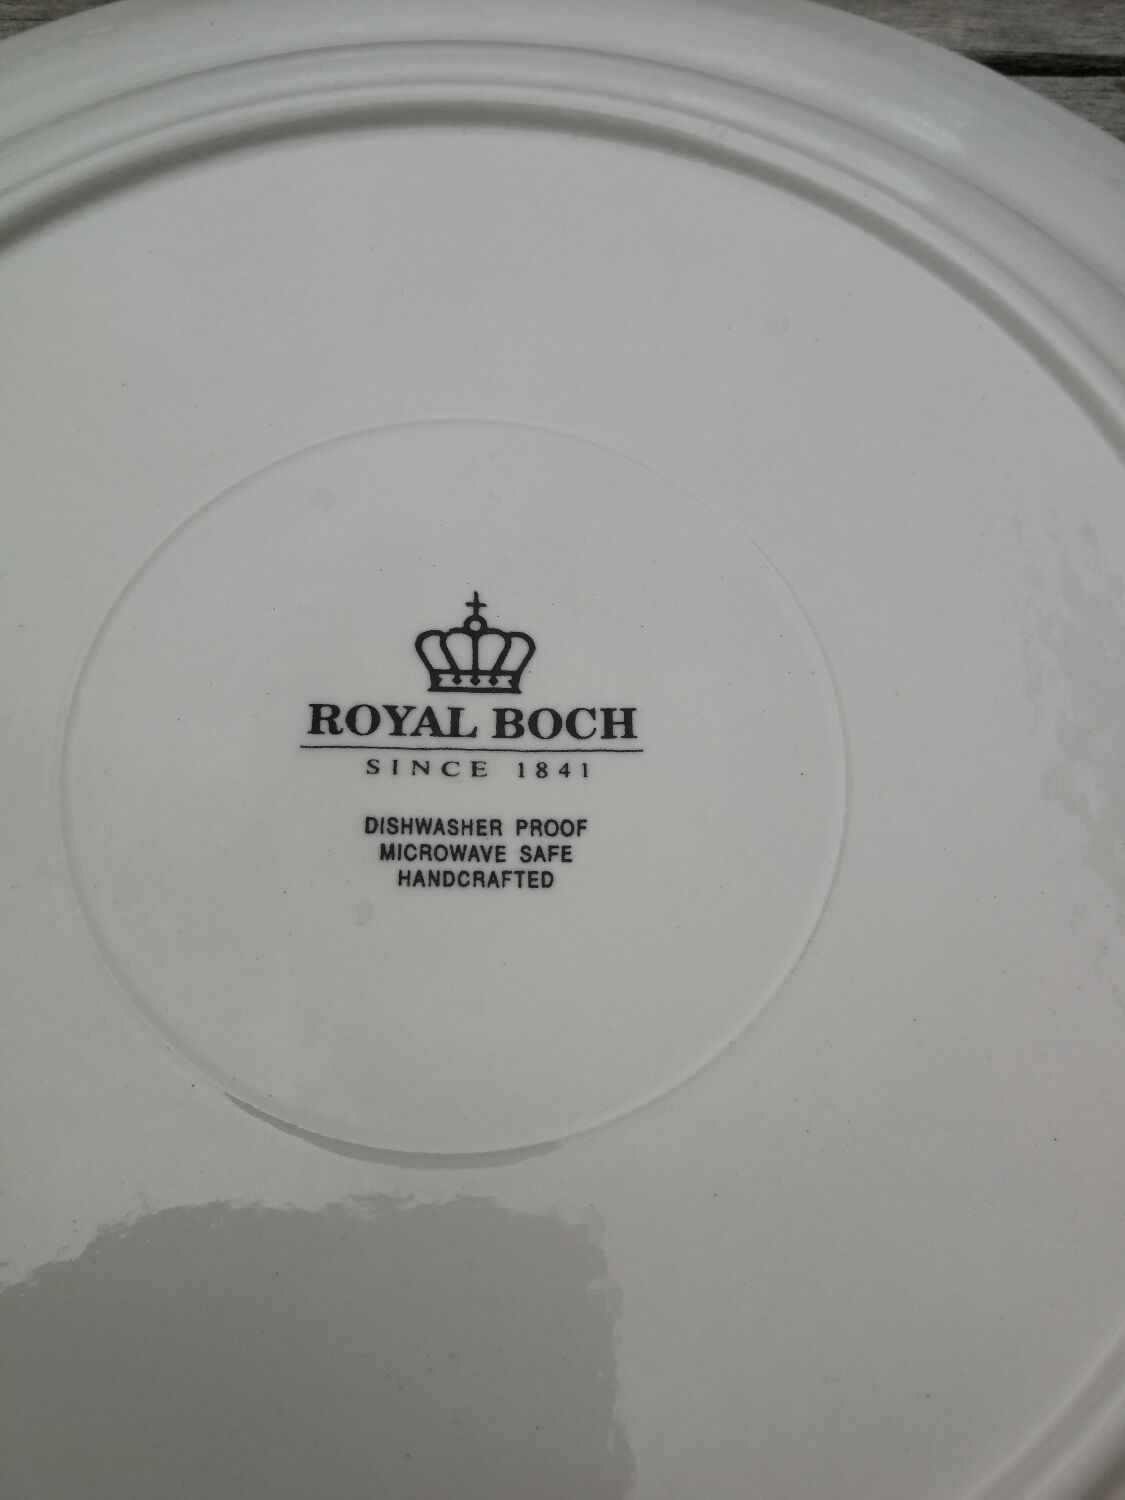 ROYAL BOCH
SINCE 1841
DISHWASHER PROOF
MICROWAVE SAFE
HANDCRAFTED